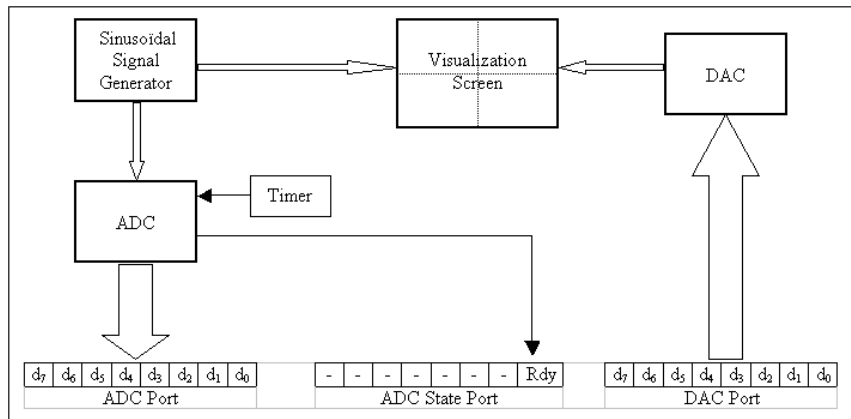 Sinusoïdal
Signal
Generator
Visualization
Screen
DAC
ADC
Timer
d7 d6 d5 d4 d3 d2 d1 d0
- - - - - - - Rdy
d7 d6 d5 d4 d3 d2 d1 d0
ADC Port
ADC State Port
DAC Port